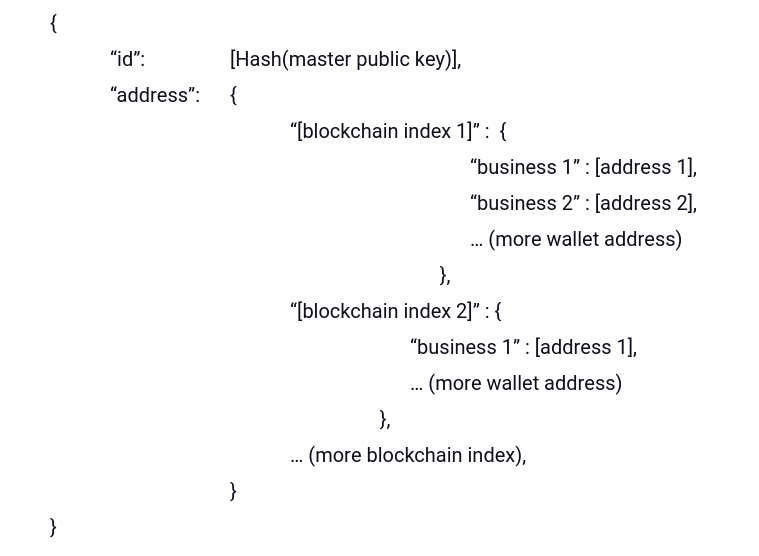 {
“id”: [Hash(master public key)],
“address”: {
“[blockchain index 1]” : {
“business 1” : [address 1],
“business 2” : [address 2],
… (more wallet address)
},
“[blockchain index 2]” : {
“business 1” : [address 1],
… (more wallet address)
},
… (more blockchain index),
}
}